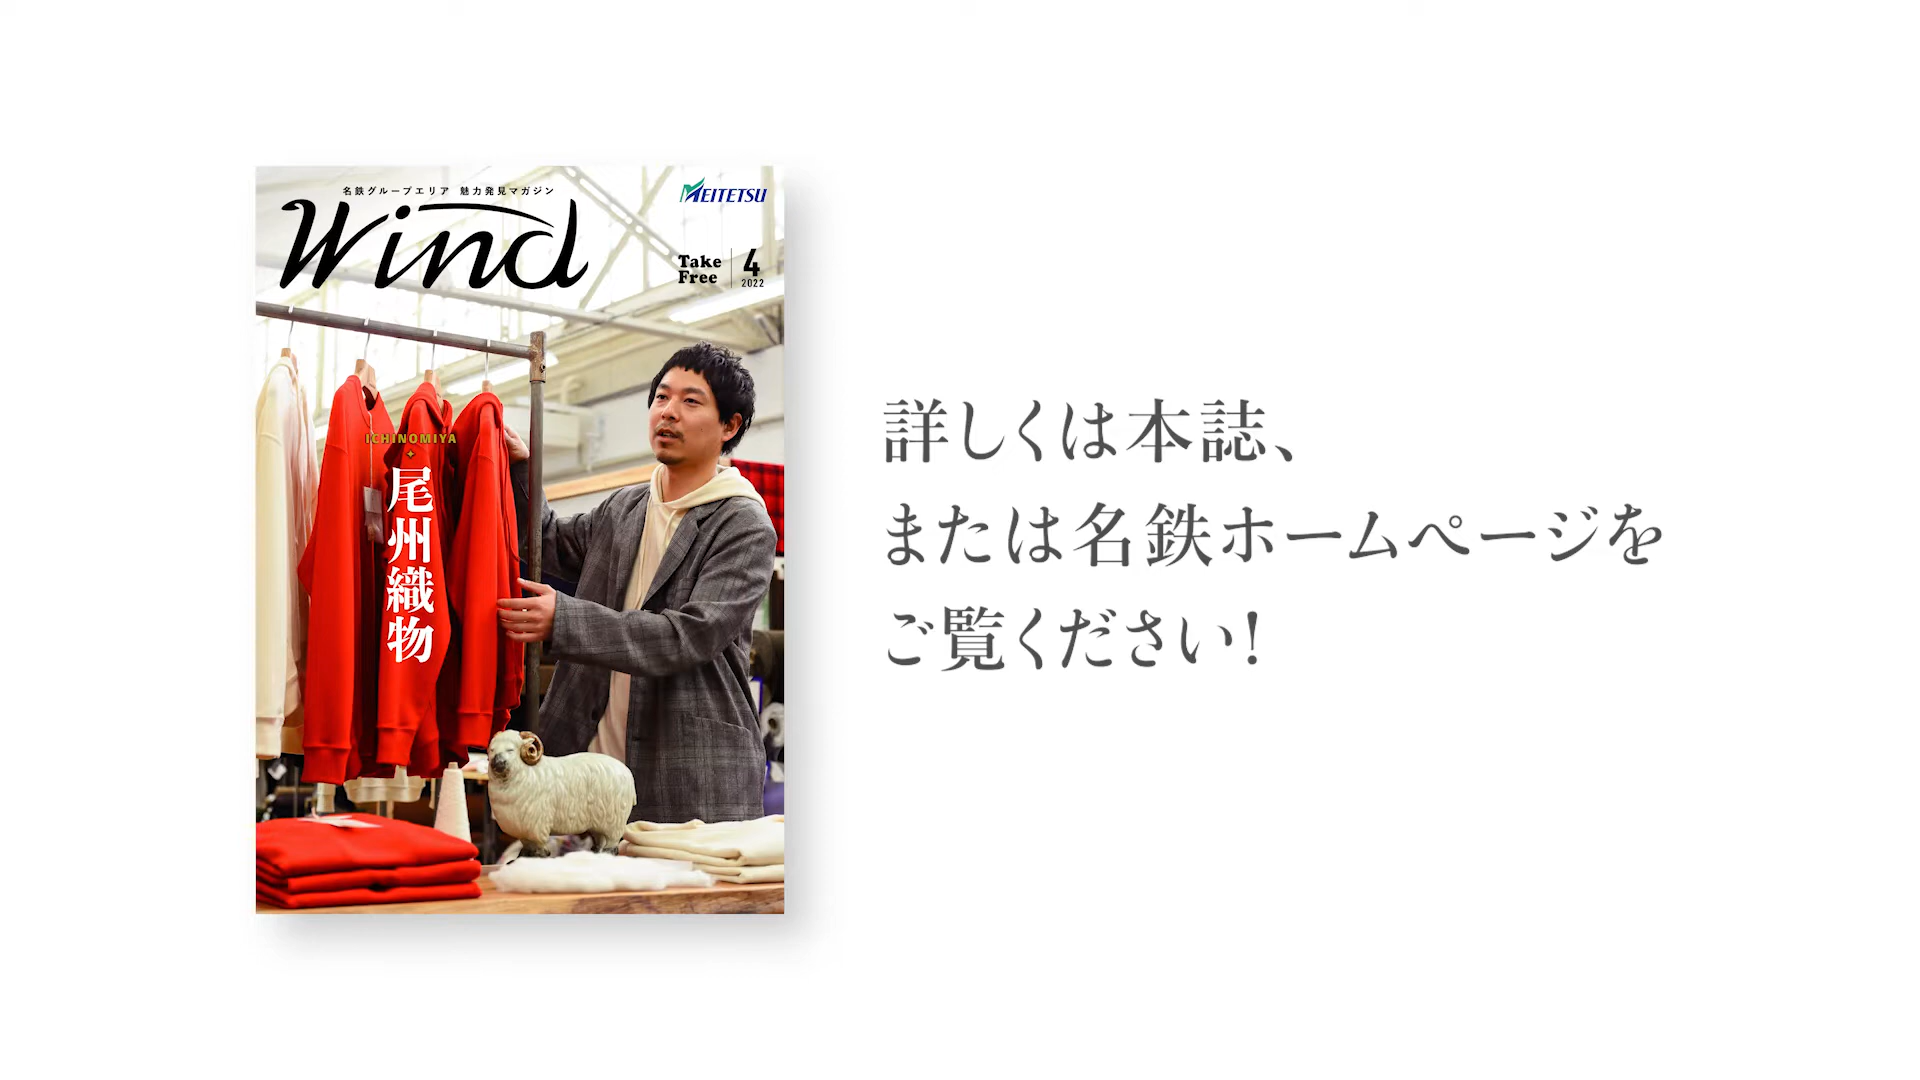 名鉄グループエリア 魅力発見マガジン
Wind
MEITETSU
Take
Free
4
2022
ICHINOMIYA
尾州織物
詳しくは本誌、
または名鉄ホームページを
ご覧ください!